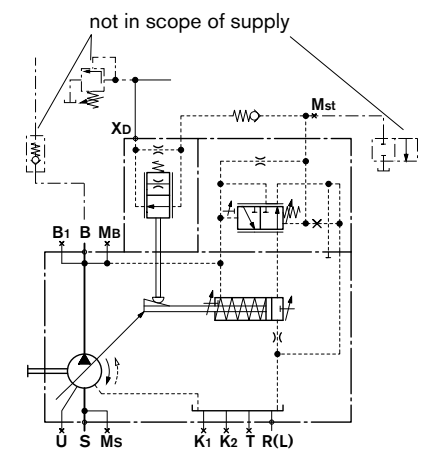 not in scope of supply
Mst
XD
B1 B MB
U S MS K1 K2 T R(L)